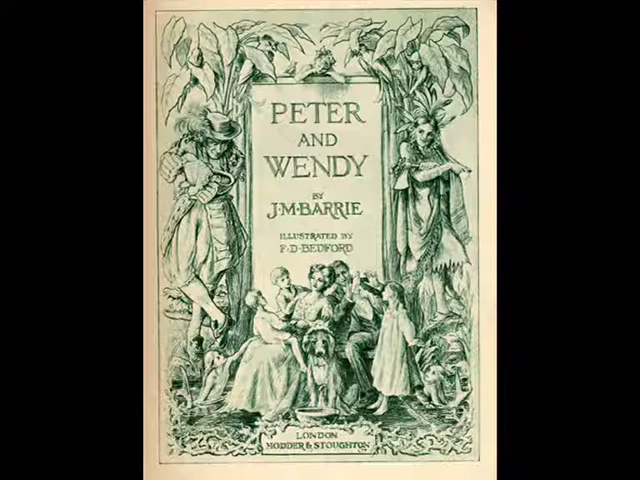 PETER
AND
WENDY
BY
J·M·BARRIE
ILLUSTRATED BY
F·D·BEDFORD
LONDON
HODDER & STOUGHTON